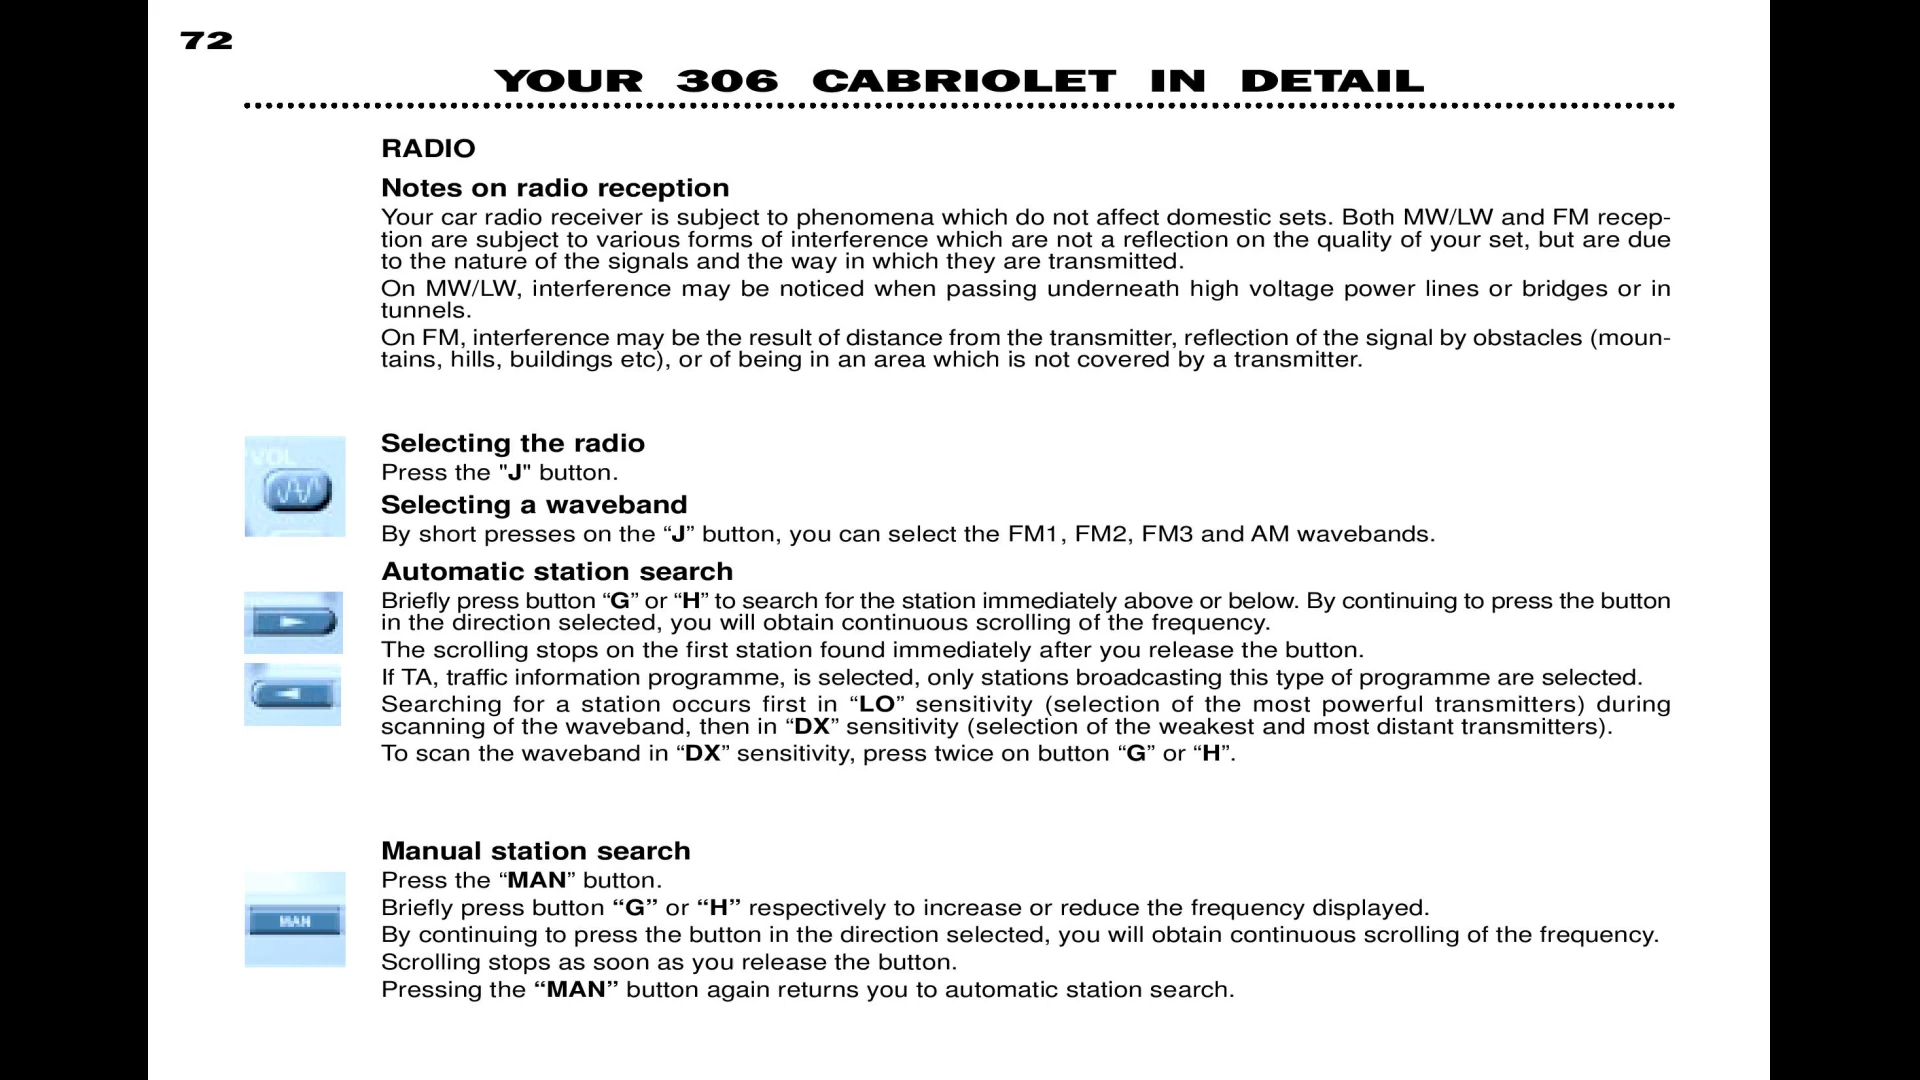 72
YOUR 306 CABRIOLET IN DETAIL
RADIO
Notes on radio reception
Your car radio receiver is subject to phenomena which do not affect domestic sets. Both MW/LW and FM recep-
tion are subject to various forms of interference which are not a reflection on the quality of your set, but are due
to the nature of the signals and the way in which they are transmitted.
On MW/LW, interference may be noticed when passing underneath high voltage power lines or bridges or in
tunnels.
On FM, interference may be the result of distance from the transmitter, reflection of the signal by obstacles (moun-
tains, hills, buildings etc), or of being in an area which is not covered by a transmitter.
VOL
Selecting the radio
Press the "J" button.
Selecting a waveband
By short presses on the “J” button, you can select the FM1, FM2, FM3 and AM wavebands.
Automatic station search
Briefly press button “G” or “H” to search for the station immediately above or below. By continuing to press the button
in the direction selected, you will obtain continuous scrolling of the frequency.
The scrolling stops on the first station found immediately after you release the button.
If TA, traffic information programme, is selected, only stations broadcasting this type of programme are selected.
Searching for a station occurs first in “LO” sensitivity (selection of the most powerful transmitters) during
scanning of the waveband, then in “DX” sensitivity (selection of the weakest and most distant transmitters).
To scan the waveband in “DX” sensitivity, press twice on button “G” or “H”.
Manual station search
Press the “MAN” button.
MAN
Briefly press button “G” or “H” respectively to increase or reduce the frequency displayed.
By continuing to press the button in the direction selected, you will obtain continuous scrolling of the frequency.
Scrolling stops as soon as you release the button.
Pressing the “MAN” button again returns you to automatic station search.